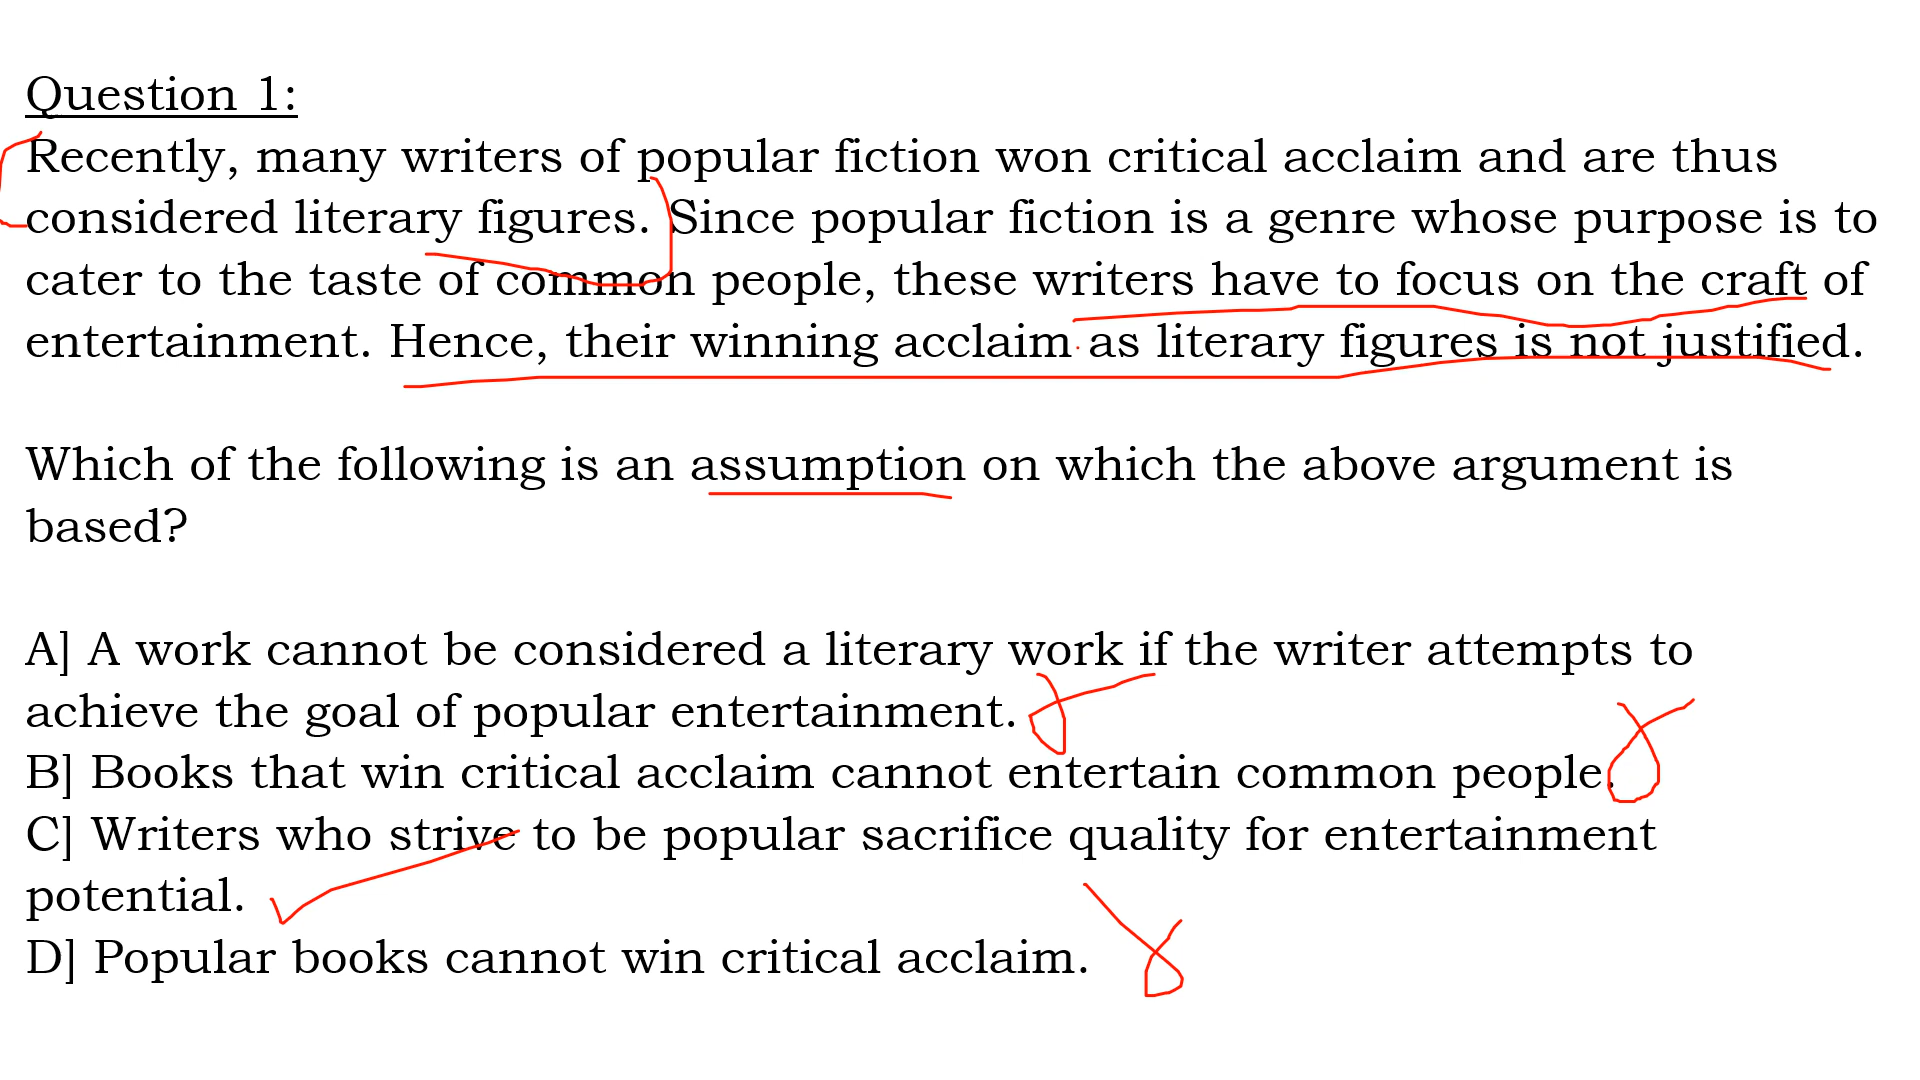 Question 1:
Recently, many writers of popular fiction won critical acclaim and are thus
considered literary figures. Since popular fiction is a genre whose purpose is to
cater to the taste of common people, these writers have to focus on the craft of
entertainment. Hence, their winning acclaim as literary figures is not justified.
Which of the following is an assumption on which the above argument is
based?
A] A work cannot be considered a literary work if the writer attempts to
achieve the goal of popular entertainment.
B] Books that win critical acclaim cannot entertain common people.
C] Writers who strive to be popular sacrifice quality for entertainment
potential.
D] Popular books cannot win critical acclaim.